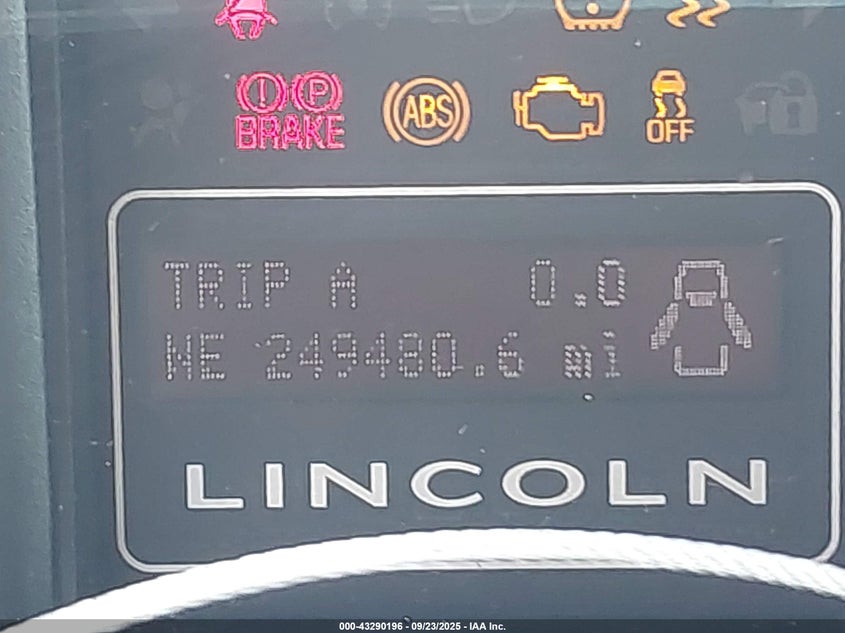 BRAKE
ABS
OFF
TRIP A 0.0
NE 249480.6 mi
LINCOLN
000-43290196 - 09/23/2025 - IAA Inc.